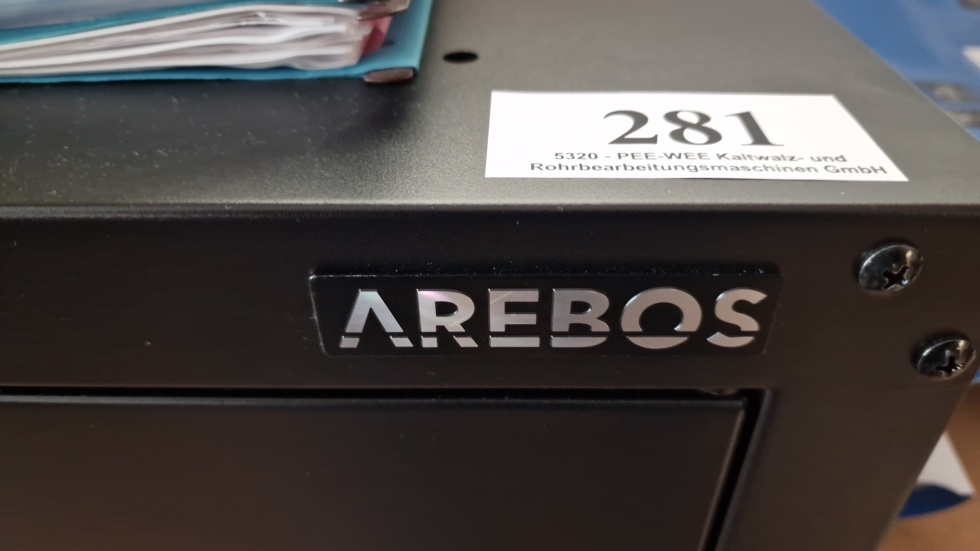 281
5320 - PEE-WEE Kaltwalz- und
Rohrbearbeitungsmaschinen GmbH
AREBOS